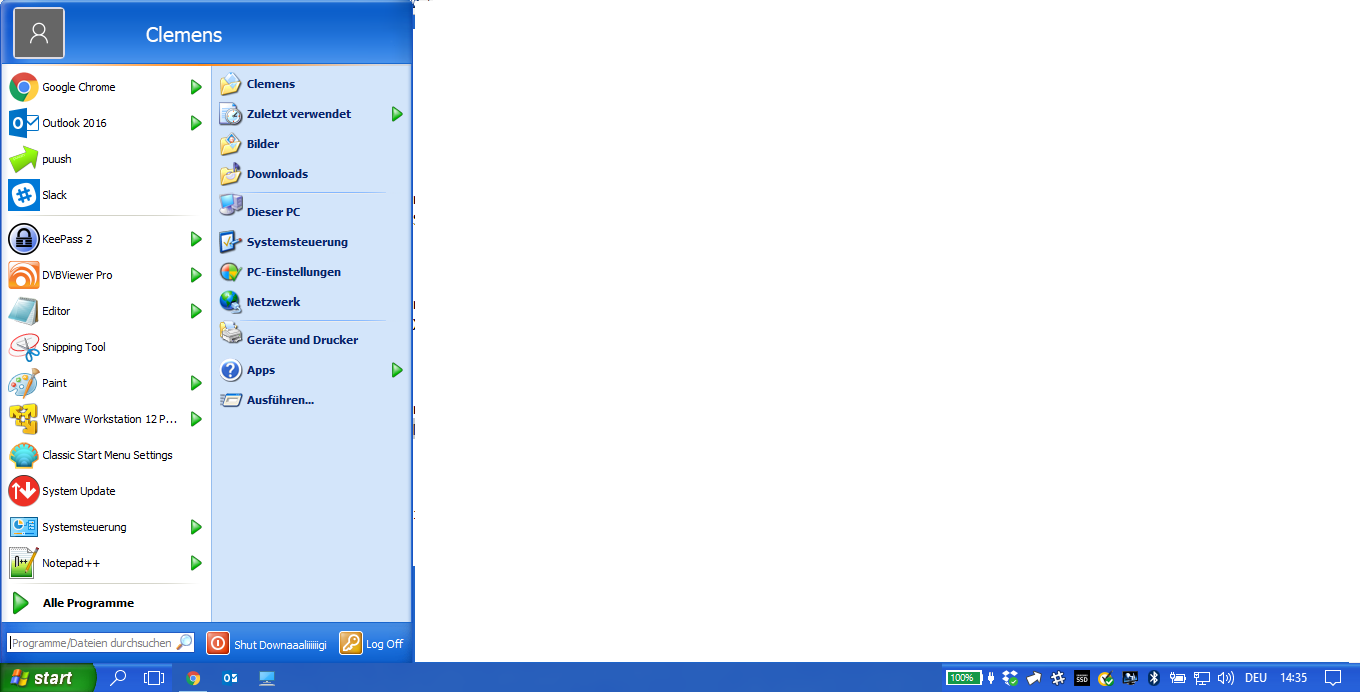 Clemens
Google Chrome
Outlook 2016
puush
Slack
KeePass 2
DVBViewer Pro
Editor
Snipping Tool
Paint
VMware Workstation 12 P...
Classic Start Menu Settings
System Update
Systemsteuerung
Notepad++
Alle Programme
Clemens
Zuletzt verwendet
Bilder
Downloads
Dieser PC
Systemsteuerung
PC-Einstellungen
Netzwerk
Geräte und Drucker
Apps
Ausführen...
Programme/Dateien durchsuchen
Shut Downaaaliiiiiigi
Log Off
start
100%
SSD
DEU
14:35